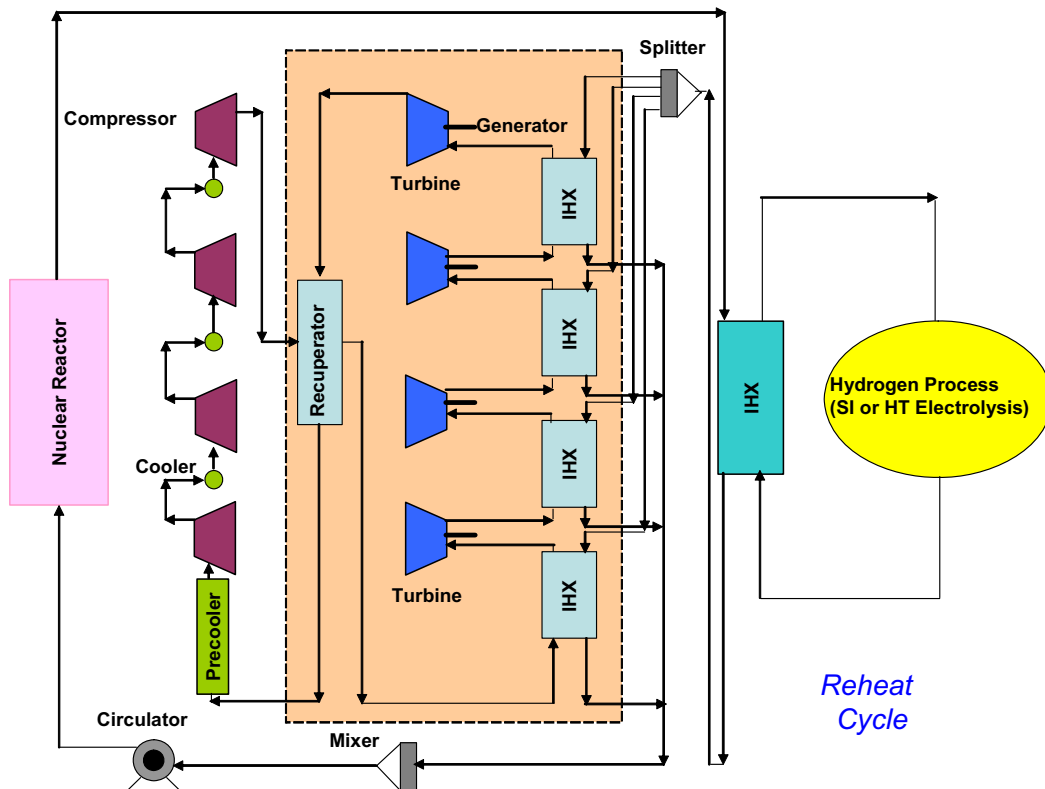 Splitter
Compressor
Generator
Turbine
IHX
IHX
IHX
IHX
Recuperator
Nuclear Reactor
Cooler
Precooler
Turbine
IHX
Hydrogen Process
(SI or HT Electrolysis)
Reheat
Cycle
Circulator
Mixer